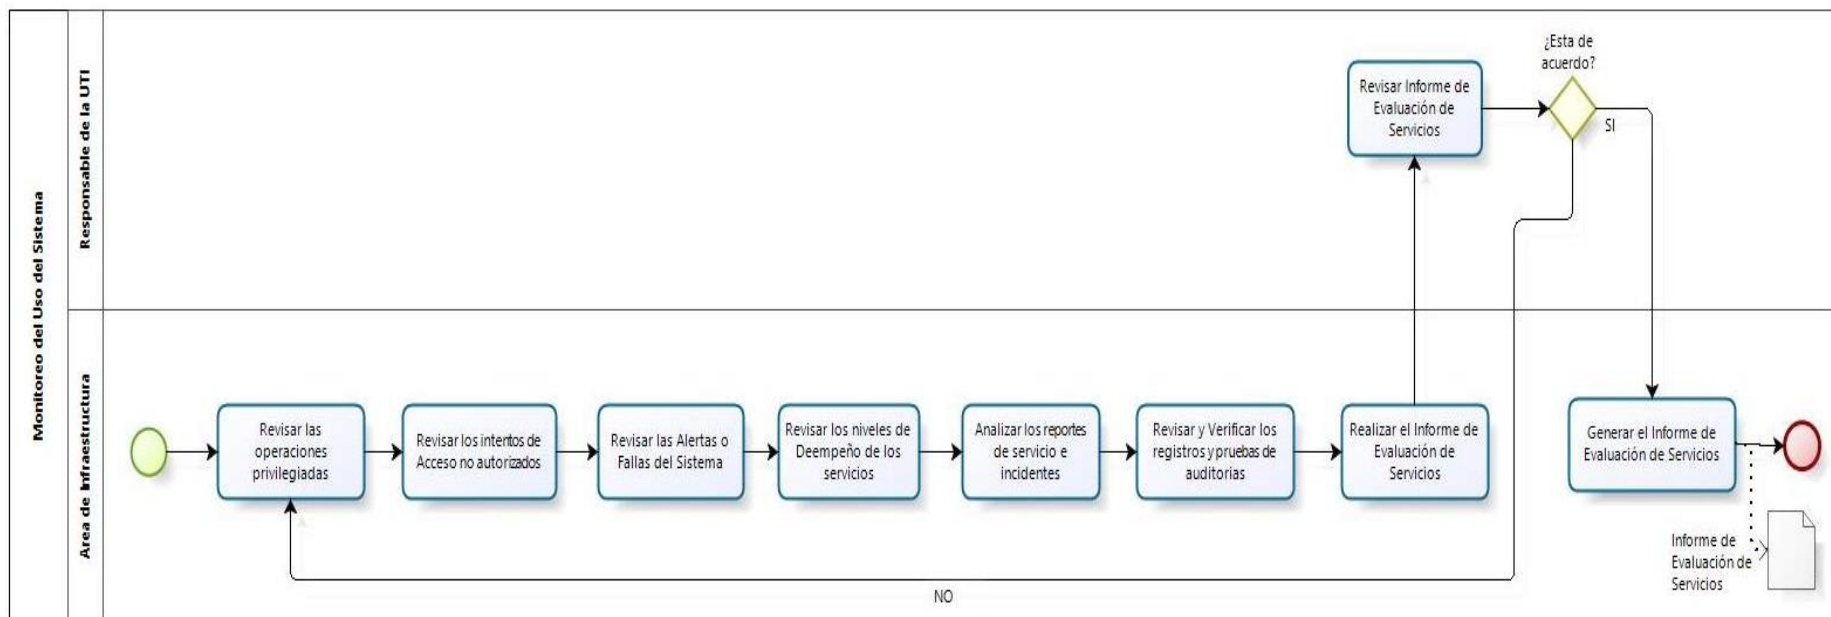 Monitoreo del Uso del Sistema
Responsable de la UTI
¿Esta de
acuerdo?
Revisar Informe de
Evaluación de
Servicios
SI
Area de Infraestructura
Revisar las
operaciones
privilegiadas
Revisar los intentos de
Acceso no autorizados
Revisar las Alertas o
Fallas del Sistema
Revisar los niveles de
Deempeño de los
servicios
Analizar los reportes
de servicio e
incidentes
Revisar y Verificar los
registros y pruebas de
auditorias
Realizar el Informe de
Evaluación de
Servicios
Generar el Informe de
Evaluación de Servicios
Informe de
Evaluación de
Servicios
NO